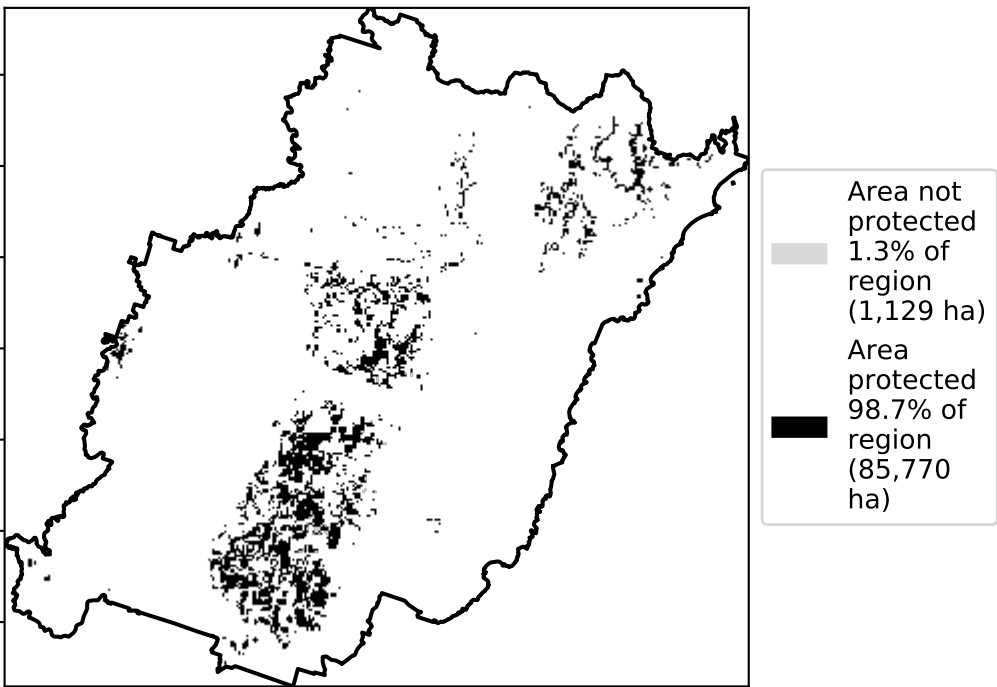 Area not
protected
1.3% of
region
(1,129 ha)
Area
protected
98.7% of
region
(85,770
ha)